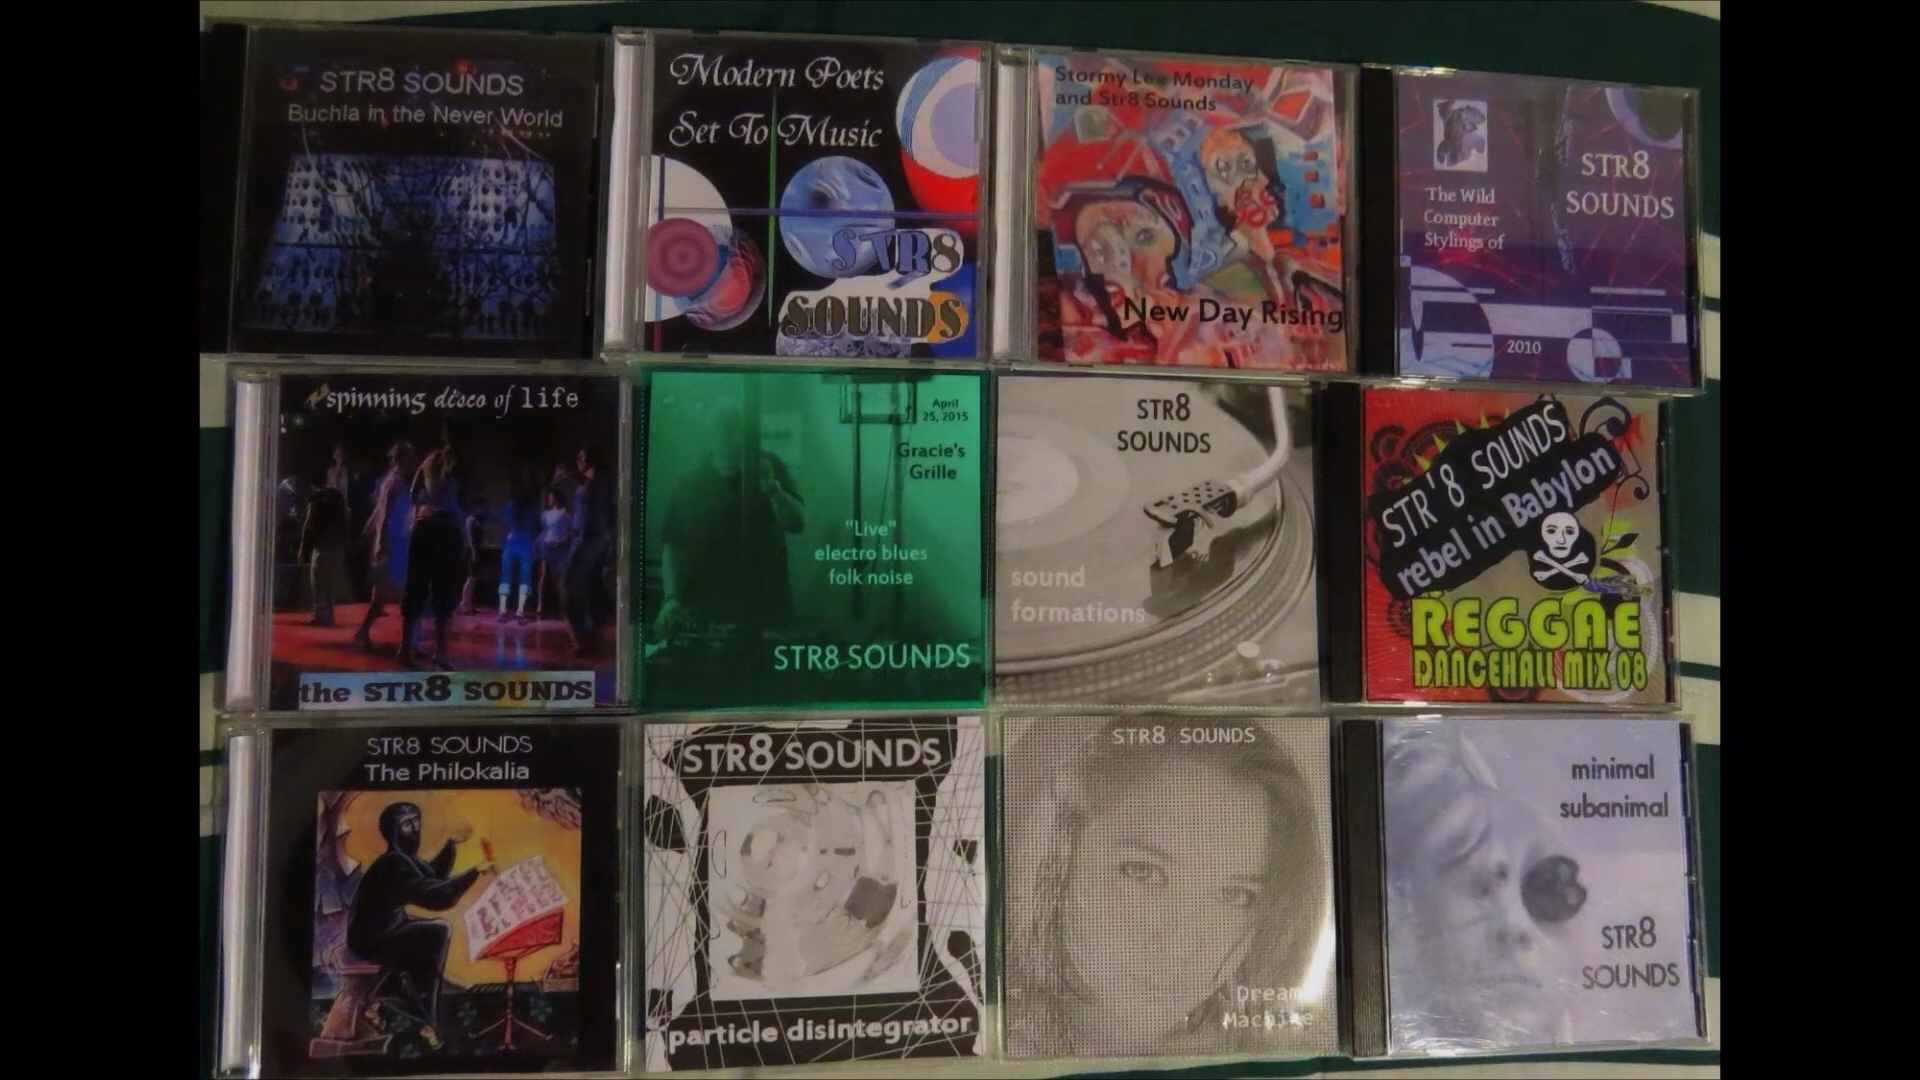 STR8 SOUNDS
Buchla in the Never World
Modern Poets
Set To Music
STR8
SOUNDS
Stormy Lee Monday
and Str8 Sounds
New Day Rising
The Wild
Computer
Stylings of
STR8
SOUNDS
2010
spinning disco of life
the STR8 SOUNDS
April
25, 2015
Gracie's
Grille
"Live"
electro blues
folk noise
STR8 SOUNDS
STR8
SOUNDS
sound
formations
STR'8 SOUNDS
rebel in Babylon
REGGAE
DANCEHALL MIX 08
STR8 SOUNDS
The Philokalia
STR8 SOUNDS
particle disintegrator
STR8 SOUNDS
Dream
Machine
minimal
subanimal
STR8
SOUNDS